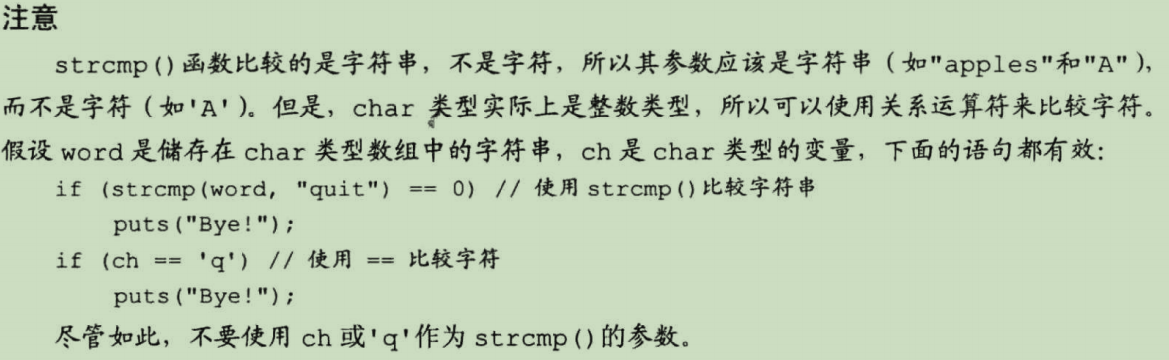 注意
strcmp()函数比较的是字符串，不是字符，所以其参数应该是字符串（如"apples"和"A"），
而不是字符（如'A'）。但是，char 类型实际上是整数类型，所以可以使用关系运算符来比较字符。
假设 word 是储存在 char 类型数组中的字符串，ch 是 char 类型的变量，下面的语句都有效：
if (strcmp(word, "quit") == 0) // 使用 strcmp()比较字符串
puts("Bye!");
if (ch == 'q') // 使用 == 比较字符
puts("Bye!");
尽管如此，不要使用 ch 或'q'作为 strcmp()的参数。